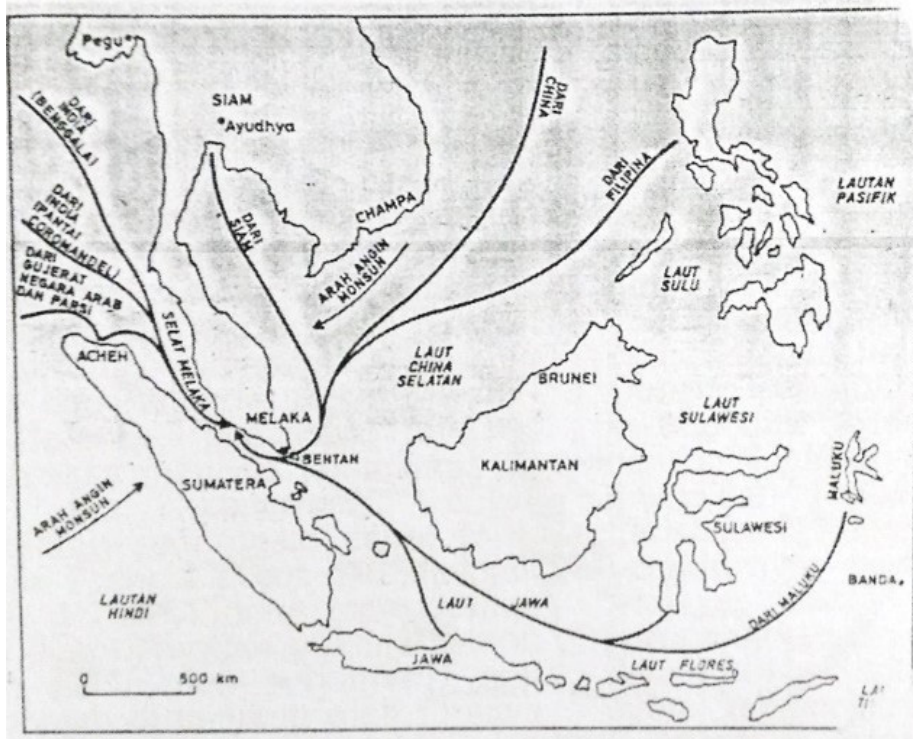 Pegu
SIAM
Ayudhya
DARI
INDIA
(BENGGALA)
DARI
INDIA
(PANTAI
COROMANDEL)
DARI
GUJERAT
NEGARA ARAB
DAN PARSI
DARI
SIAM
CHAMPA
DARI
CHINA
DARI
FILIPINA
ARAH ANGIN
MONSUN
LAUTAN
PASIFIK
LAUT
SULU
ACHEH
SELAT MELAKA
MELAKA
BENTAN
LAUT
CHINA
SELATAN
BRUNEI
LAUT
SULAWESI
KALIMANTAN
SUMATERA
SULAWESI
MALUKU
ARAH ANGIN
MONSUN
LAUTAN
HINDI
LAUT
JAWA
DARI MALUKU
BANDA
JAWA
LAUT FLORES
500 km
0